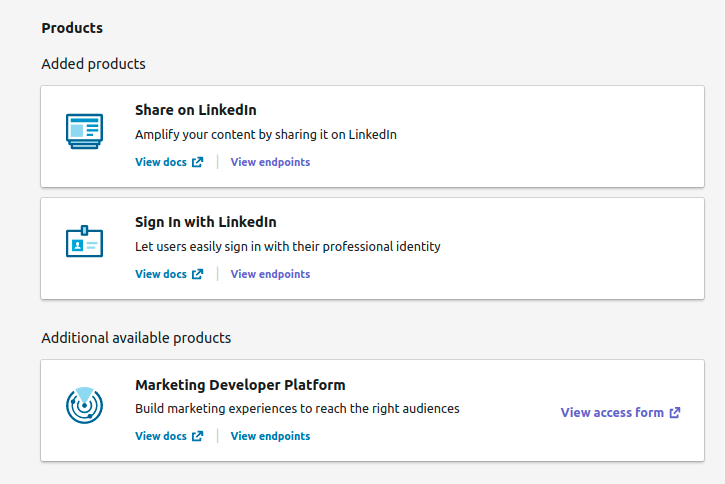 Products
Added products
Share on LinkedIn
Amplify your content by sharing it on LinkedIn
View docs | View endpoints
Sign In with LinkedIn
Let users easily sign in with their professional identity
View docs | View endpoints
Additional available products
Marketing Developer Platform
Build marketing experiences to reach the right audiences
View access form
View docs | View endpoints